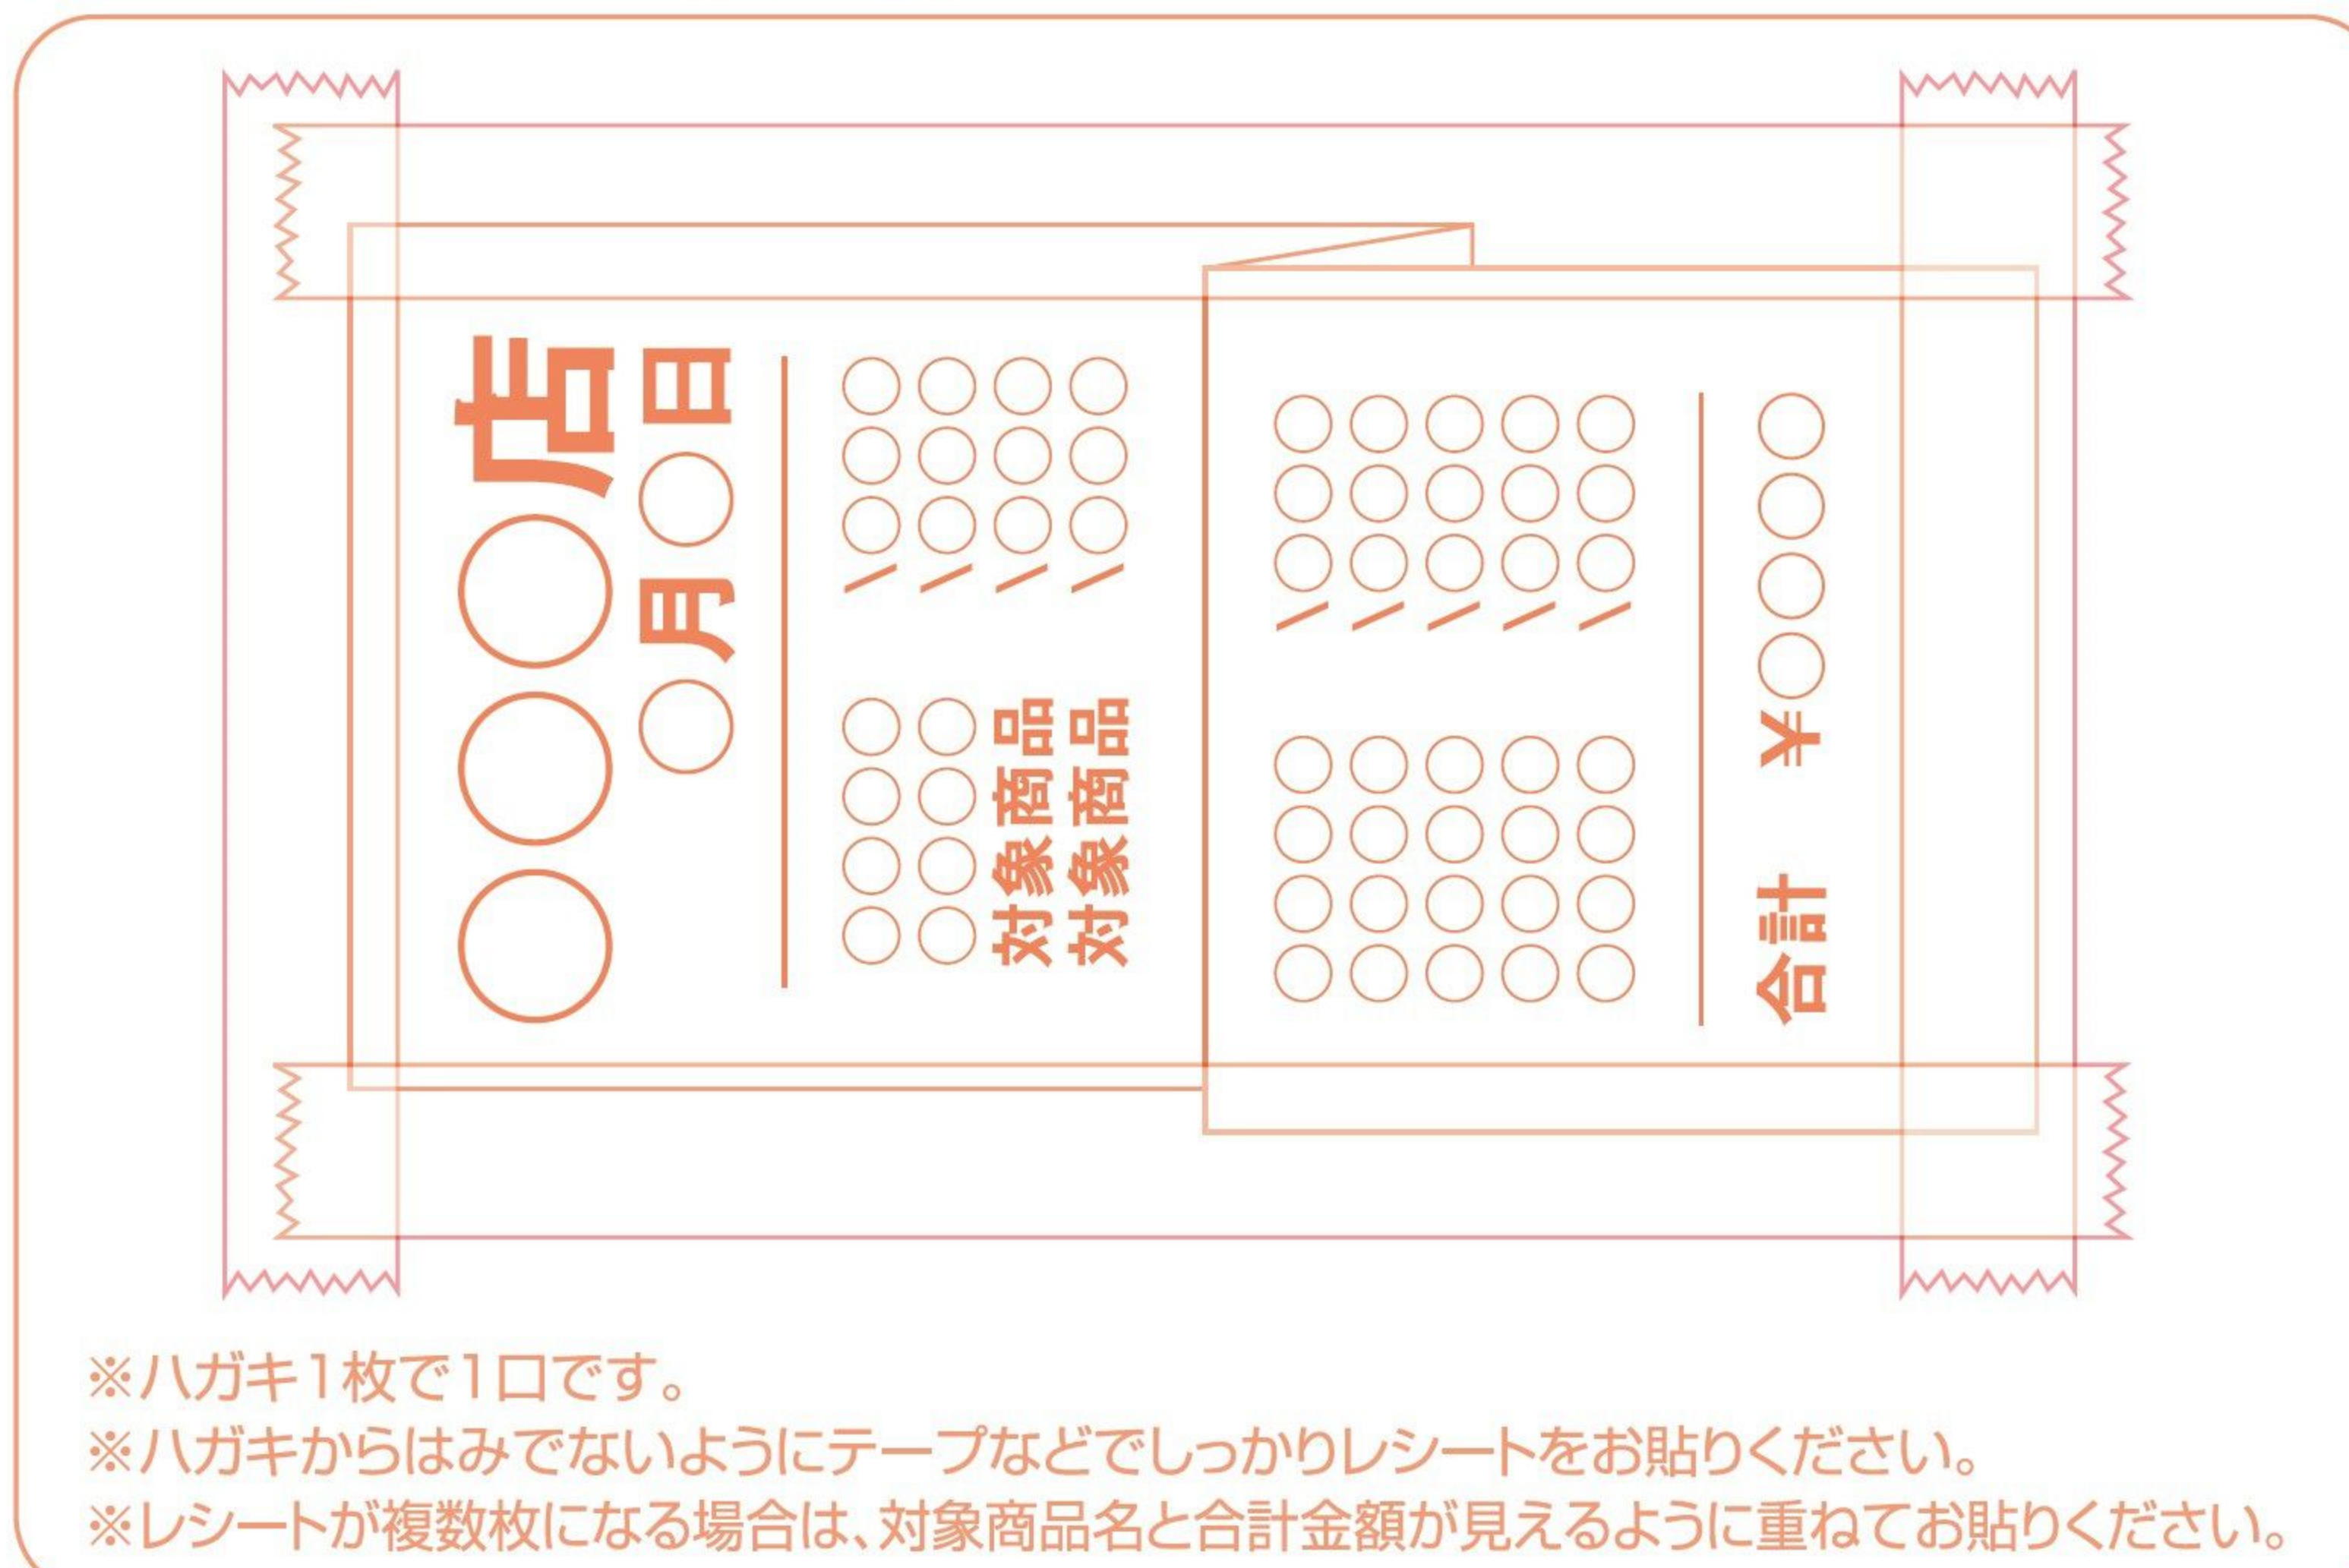 ○○○店
○月○日
○○○○ \○○○
○○○○ \○○○
対象商品 \○○○
対象商品 \○○○
○○○○ \○○○
○○○○ \○○○
○○○○ \○○○
○○○○ \○○○
○○○○ \○○○
合計 ¥○○○○
※ハガキ1枚で1口です。
※ハガキからはみでないようにテープなどでしっかりレシートをお貼りください。
※レシートが複数枚になる場合は、対象商品名と合計金額が見えるように重ねてお貼りください。